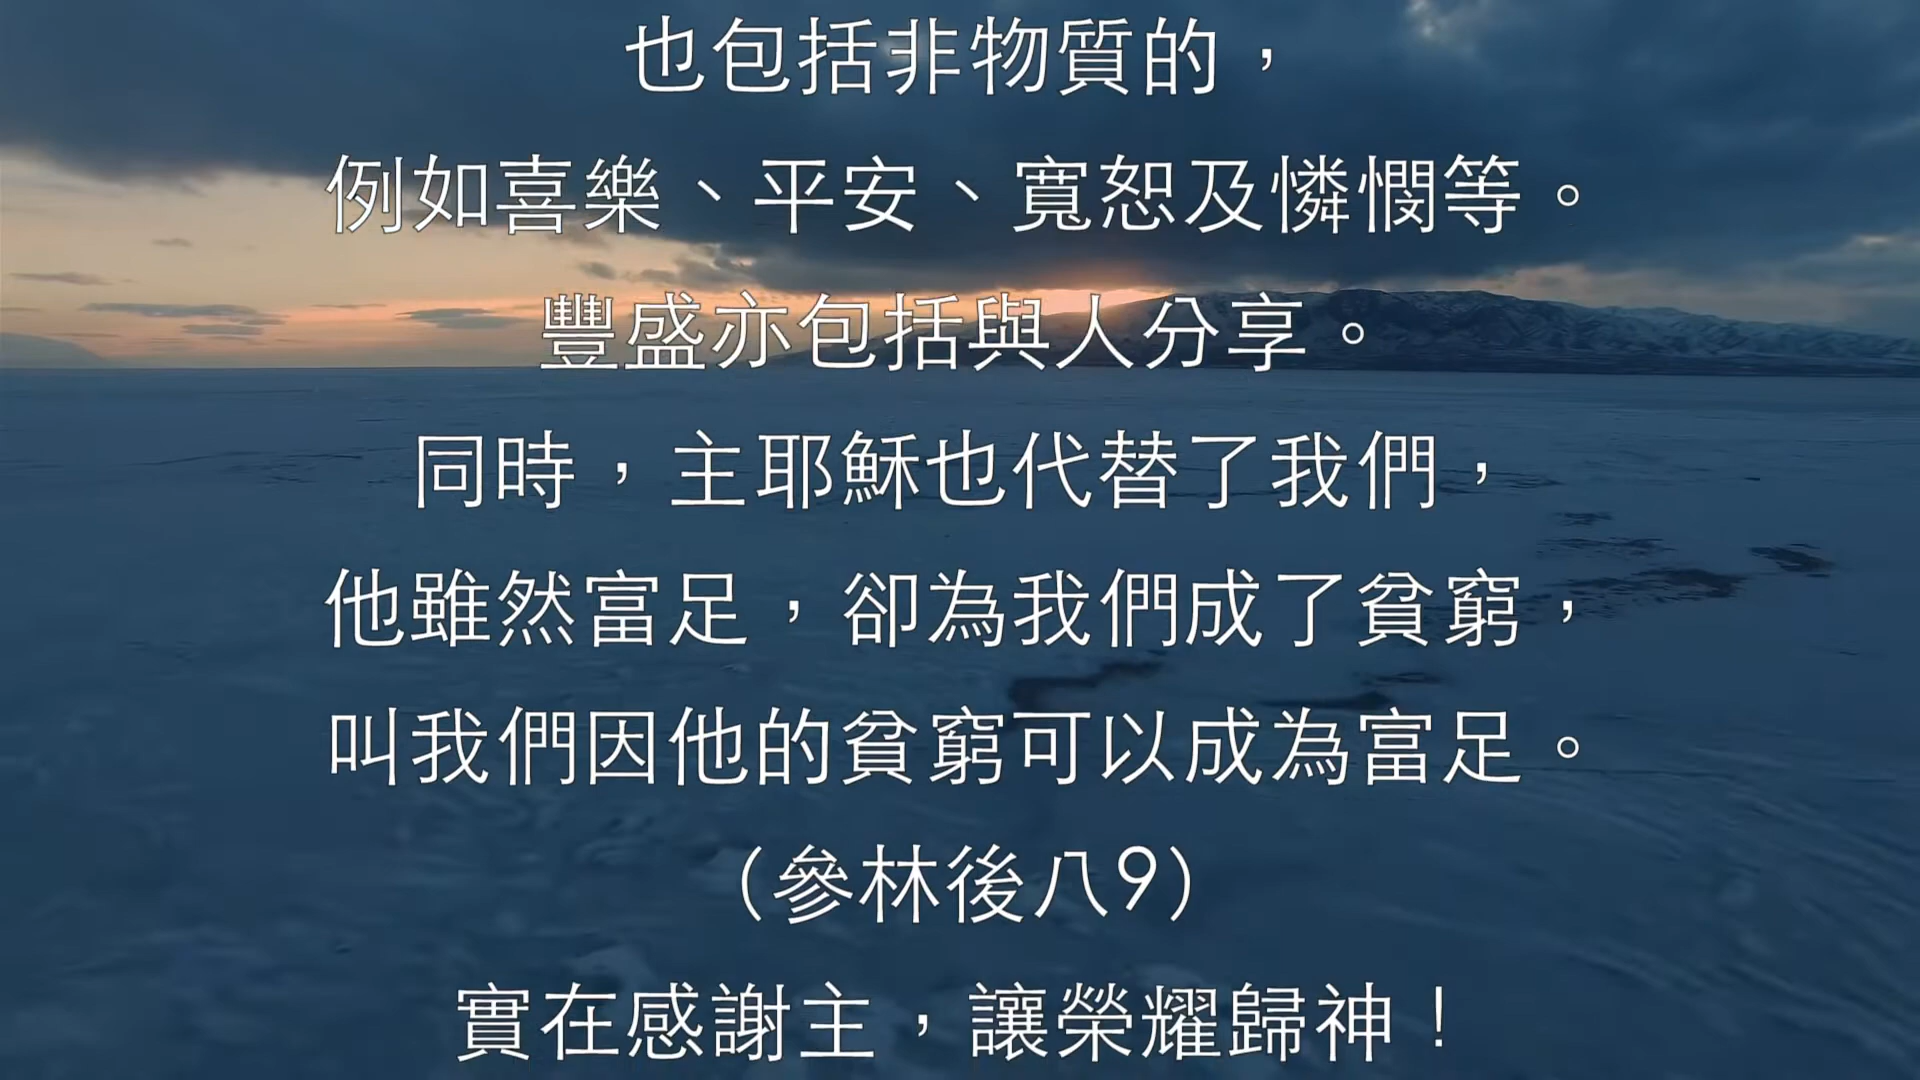 也包括非物質的，
例如喜樂、平安、寬恕及憐憫等。
豐盛亦包括與人分享。
同時，主耶穌也代替了我們，
他雖然富足，卻為我們成了貧窮，
叫我們因他的貧窮可以成為富足。
(參林後八9)
實在感謝主，讓榮耀歸神！